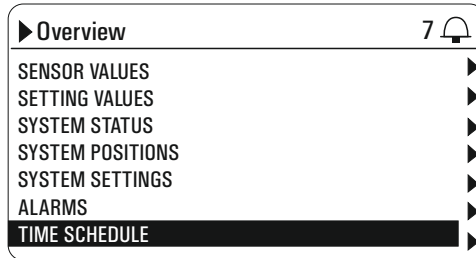 Overview 7
SENSOR VALUES
SETTING VALUES
SYSTEM STATUS
SYSTEM POSITIONS
SYSTEM SETTINGS
ALARMS
TIME SCHEDULE